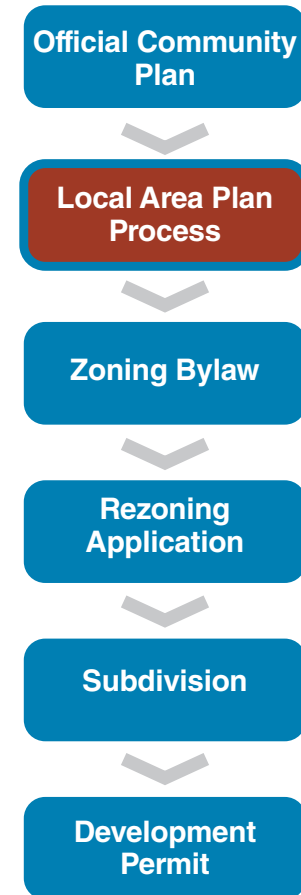 Official Community
Plan
Local Area Plan
Process
Zoning Bylaw
Rezoning
Application
Subdivision
Development
Permit